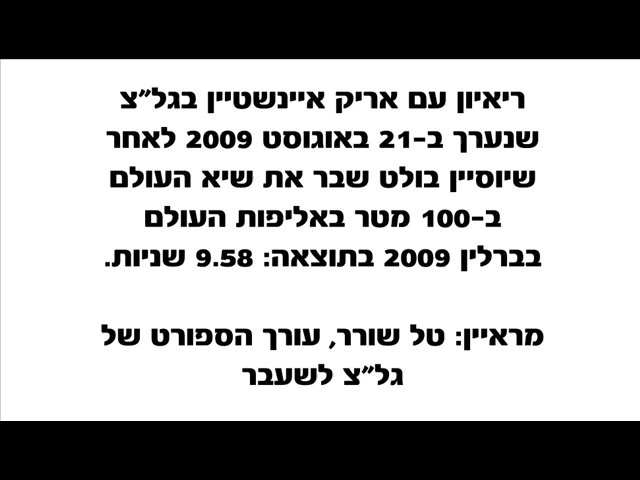 ריאיון עם אריק איינשטיין בגל״צ
שנערך ב-21 באוגוסט 2009 לאחר
שיוסיין בולט שבר את שיא העולם
ב-100 מטר באליפות העולם
בברלין 2009 בתוצאה: 9.58 שניות.
מראיין: טל שורר, עורך הספורט של
גל״צ לשעבר